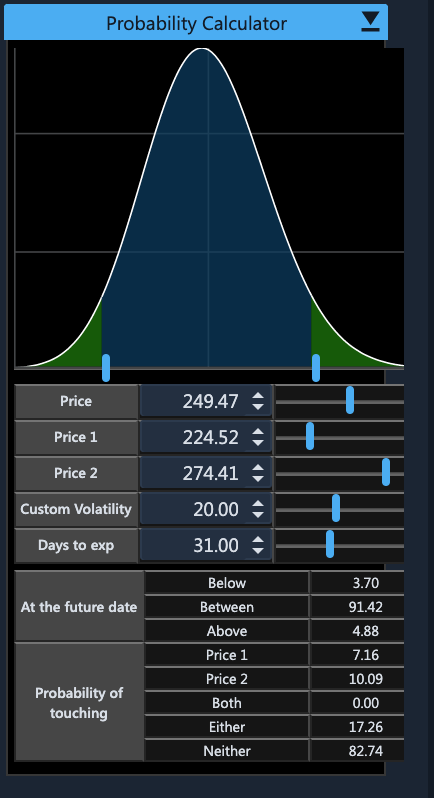 Probability Calculator
Price 249.47
Price 1 224.52
Price 2 274.41
Custom Volatility 20.00
Days to exp 31.00
At the future date
Below 3.70
Between 91.42
Above 4.88
Probability of
touching
Price 1 7.16
Price 2 10.09
Both 0.00
Either 17.26
Neither 82.74